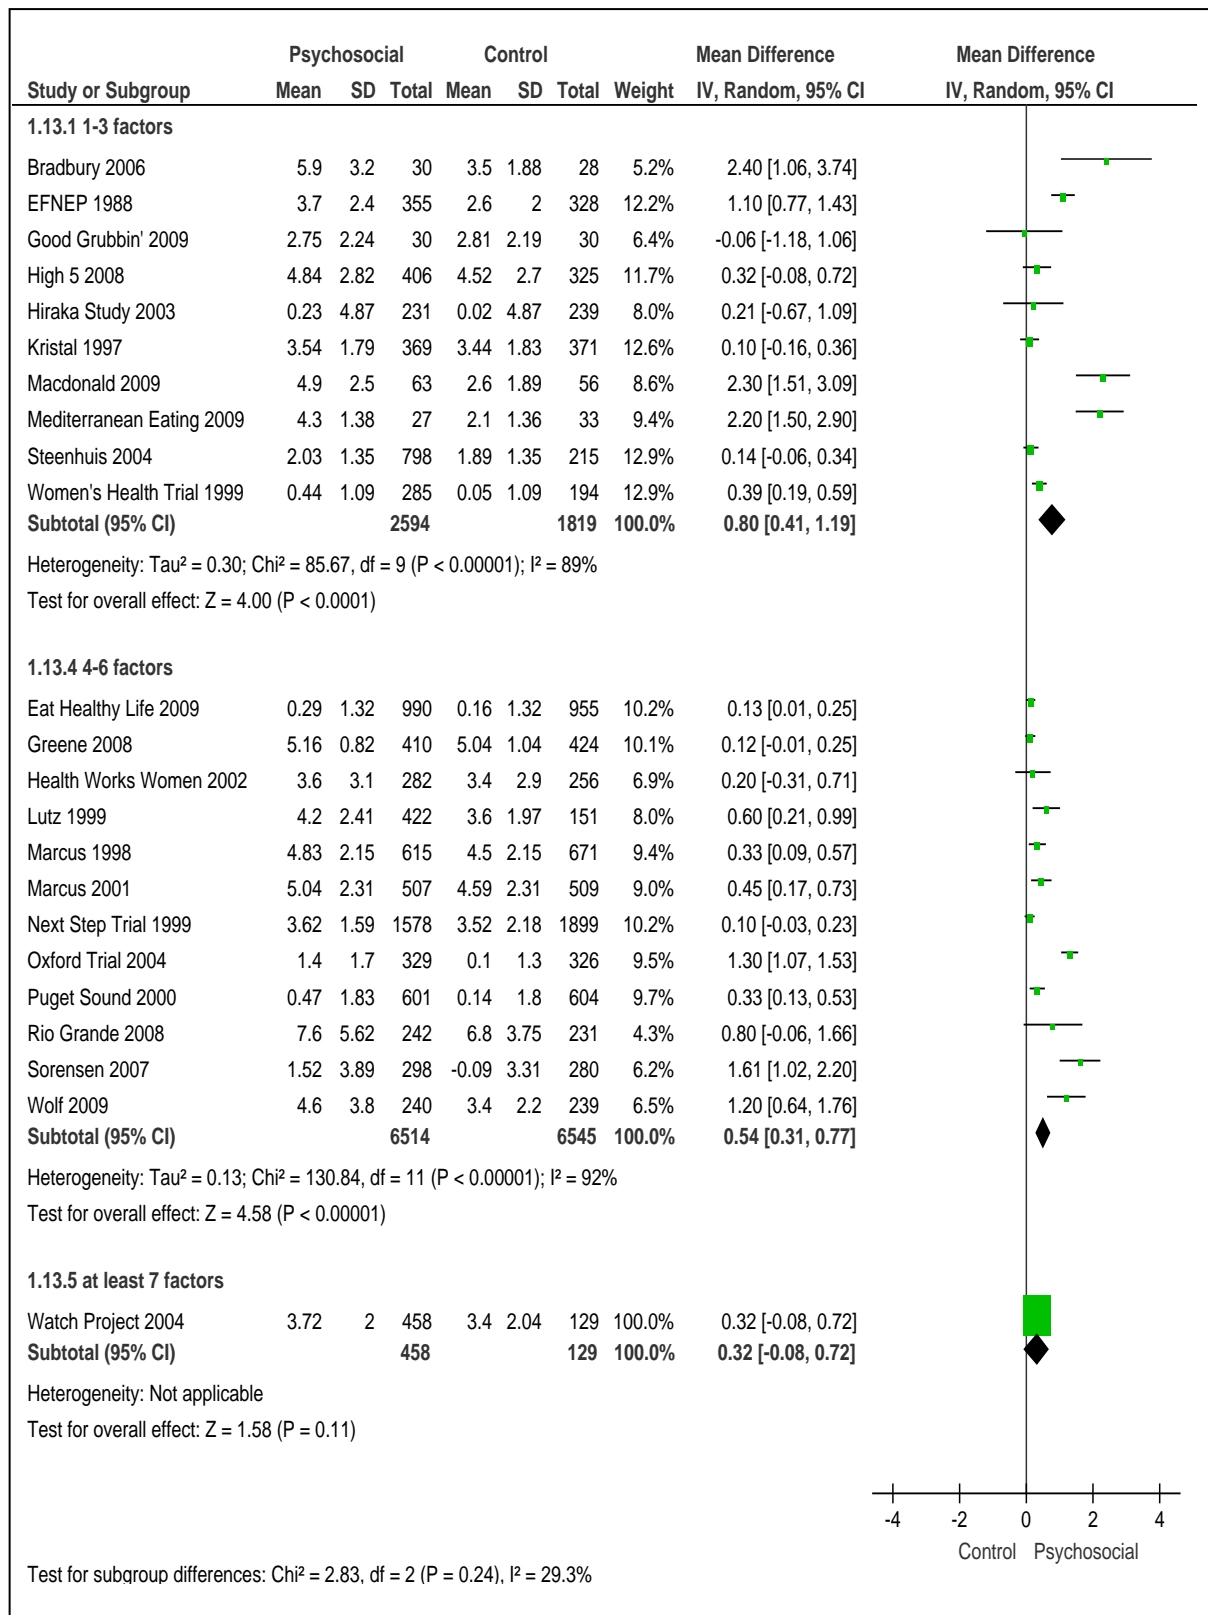 Psychosocial Control Mean Difference Mean Difference
Study or Subgroup Mean SD Total Mean SD Total Weight IV, Random, 95% CI IV, Random, 95% CI
1.13.1 1-3 factors
Bradbury 2006 5.9 3.2 30 3.5 1.88 28 5.2% 2.40 [1.06, 3.74]
EFNEP 1988 3.7 2.4 355 2.6 2 328 12.2% 1.10 [0.77, 1.43]
Good Grubbin' 2009 2.75 2.24 30 2.81 2.19 30 6.4% -0.06 [-1.18, 1.06]
High 5 2008 4.84 2.82 406 4.52 2.7 325 11.7% 0.32 [-0.08, 0.72]
Hiraka Study 2003 0.23 4.87 231 0.02 4.87 239 8.0% 0.21 [-0.67, 1.09]
Kristal 1997 3.54 1.79 369 3.44 1.83 371 12.6% 0.10 [-0.16, 0.36]
Macdonald 2009 4.9 2.5 63 2.6 1.89 56 8.6% 2.30 [1.51, 3.09]
Mediterranean Eating 2009 4.3 1.38 27 2.1 1.36 33 9.4% 2.20 [1.50, 2.90]
Steenhuis 2004 2.03 1.35 798 1.89 1.35 215 12.9% 0.14 [-0.06, 0.34]
Women's Health Trial 1999 0.44 1.09 285 0.05 1.09 194 12.9% 0.39 [0.19, 0.59]
Subtotal (95% CI) 2594 1819 100.0% 0.80 [0.41, 1.19]
Heterogeneity: Tau² = 0.30; Chi² = 85.67, df = 9 (P < 0.00001); I² = 89%
Test for overall effect: Z = 4.00 (P < 0.0001)
1.13.4 4-6 factors
Eat Healthy Life 2009 0.29 1.32 990 0.16 1.32 955 10.2% 0.13 [0.01, 0.25]
Greene 2008 5.16 0.82 410 5.04 1.04 424 10.1% 0.12 [-0.01, 0.25]
Health Works Women 2002 3.6 3.1 282 3.4 2.9 256 6.9% 0.20 [-0.31, 0.71]
Lutz 1999 4.2 2.41 422 3.6 1.97 151 8.0% 0.60 [0.21, 0.99]
Marcus 1998 4.83 2.15 615 4.5 2.15 671 9.4% 0.33 [0.09, 0.57]
Marcus 2001 5.04 2.31 507 4.59 2.31 509 9.0% 0.45 [0.17, 0.73]
Next Step Trial 1999 3.62 1.59 1578 3.52 2.18 1899 10.2% 0.10 [-0.03, 0.23]
Oxford Trial 2004 1.4 1.7 329 0.1 1.3 326 9.5% 1.30 [1.07, 1.53]
Puget Sound 2000 0.47 1.83 601 0.14 1.8 604 9.7% 0.33 [0.13, 0.53]
Rio Grande 2008 7.6 5.62 242 6.8 3.75 231 4.3% 0.80 [-0.06, 1.66]
Sorensen 2007 1.52 3.89 298 -0.09 3.31 280 6.2% 1.61 [1.02, 2.20]
Wolf 2009 4.6 3.8 240 3.4 2.2 239 6.5% 1.20 [0.64, 1.76]
Subtotal (95% CI) 6514 6545 100.0% 0.54 [0.31, 0.77]
Heterogeneity: Tau² = 0.13; Chi² = 130.84, df = 11 (P < 0.00001); I² = 92%
Test for overall effect: Z = 4.58 (P < 0.00001)
1.13.5 at least 7 factors
Watch Project 2004 3.72 2 458 3.4 2.04 129 100.0% 0.32 [-0.08, 0.72]
Subtotal (95% CI) 458 129 100.0% 0.32 [-0.08, 0.72]
Heterogeneity: Not applicable
Test for overall effect: Z = 1.58 (P = 0.11)
-4 -2 0 2 4
Control Psychosocial
Test for subgroup differences: Chi² = 2.83, df = 2 (P = 0.24), I² = 29.3%